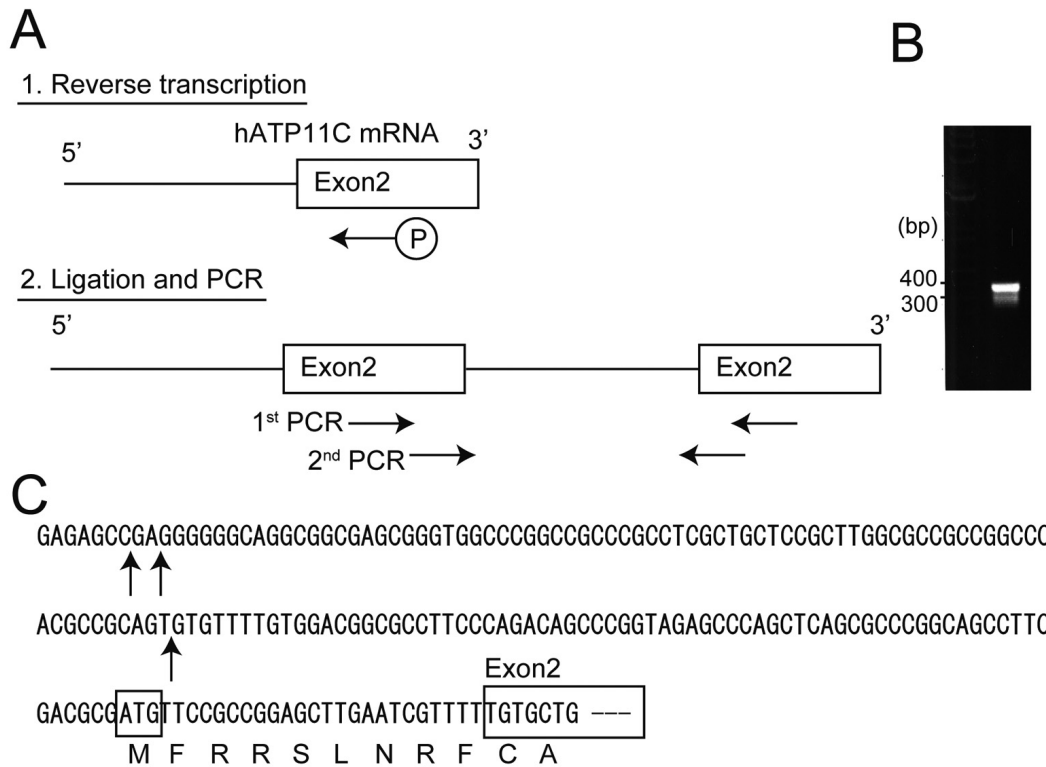 A
B
1. Reverse transcription
hATP11C mRNA
5’
3’
Exon2
P
2. Ligation and PCR
5’
3’
Exon2
Exon2
1st PCR
2nd PCR
(bp)
400
300
C
GAGAGCCGAGGGGGGCAGGCGGCGAGCGGGTGGCCCGGCCGCCCGCCTCGCTGCTCCGCTTGGCGCCGCCGGCCC
ACGCCGCAGTGTGTTTTGTGGACGGCGCCTTCCCAGACAGCCCGGTAGAGCCCAGCTCAGCGCCCGGCAGCCTTC
Exon2
GACGCGATGTTCCGCCGGAGCTTGAATCGTTTTTGTGCTG ---
M F R R S L N R F C A